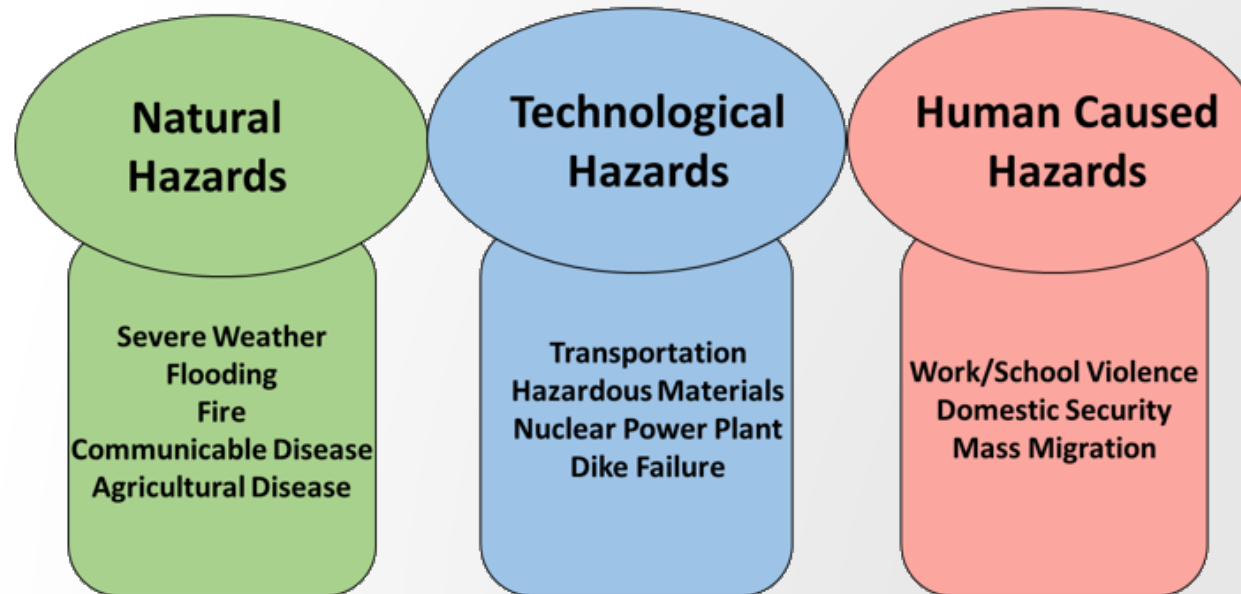 Natural
Hazards
Severe Weather
Flooding
Fire
Communicable Disease
Agricultural Disease
Technological
Hazards
Transportation
Hazardous Materials
Nuclear Power Plant
Dike Failure
Human Caused
Hazards
Work/School Violence
Domestic Security
Mass Migration